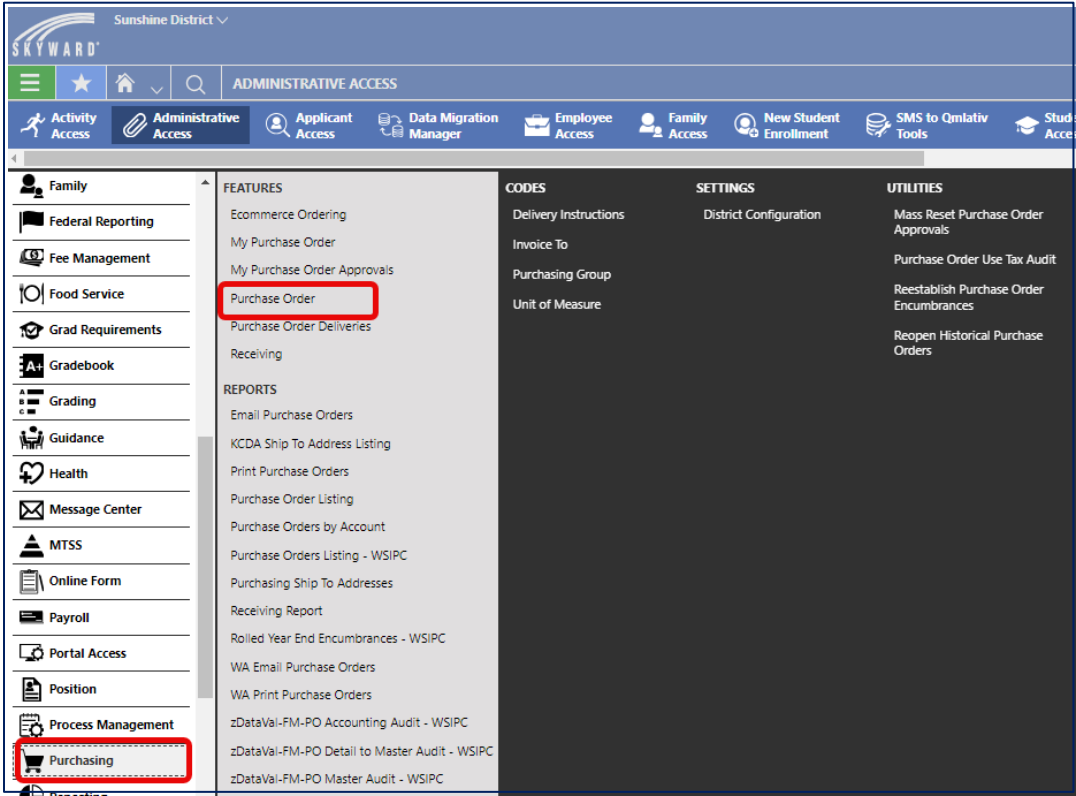 Sunshine District
SKYWARD
ADMINISTRATIVE ACCESS
Activity Access
Administrative Access
Applicant Access
Data Migration Manager
Employee Access
Family Access
New Student Enrollment
SMS to Qmlativ Tools
Family
Federal Reporting
Fee Management
Food Service
Grad Requirements
A+ Gradebook
A
B
C
Grading
Guidance
Health
Message Center
MTSS
Online Form
Payroll
Portal Access
Position
Process Management
Purchasing
Reporting
FEATURES
Ecommerce Ordering
My Purchase Order
My Purchase Order Approvals
Purchase Order
Purchase Order Deliveries
Receiving
REPORTS
Email Purchase Orders
KCDA Ship To Address Listing
Print Purchase Orders
Purchase Order Listing
Purchase Orders by Account
Purchase Orders Listing - WSIPC
Purchasing Ship To Addresses
Receiving Report
Rolled Year End Encumbrances - WSIPC
WA Email Purchase Orders
WA Print Purchase Orders
zDataVal-FM-PO Accounting Audit - WSIPC
zDataVal-FM-PO Detail to Master Audit - WSIPC
zDataVal-FM-PO Master Audit - WSIPC
CODES
Delivery Instructions
Invoice To
Purchasing Group
Unit of Measure
SETTINGS
District Configuration
UTILITIES
Mass Reset Purchase Order
Approvals
Purchase Order Use Tax Audit
Reestablish Purchase Order
Encumbrances
Reopen Historical Purchase
Orders